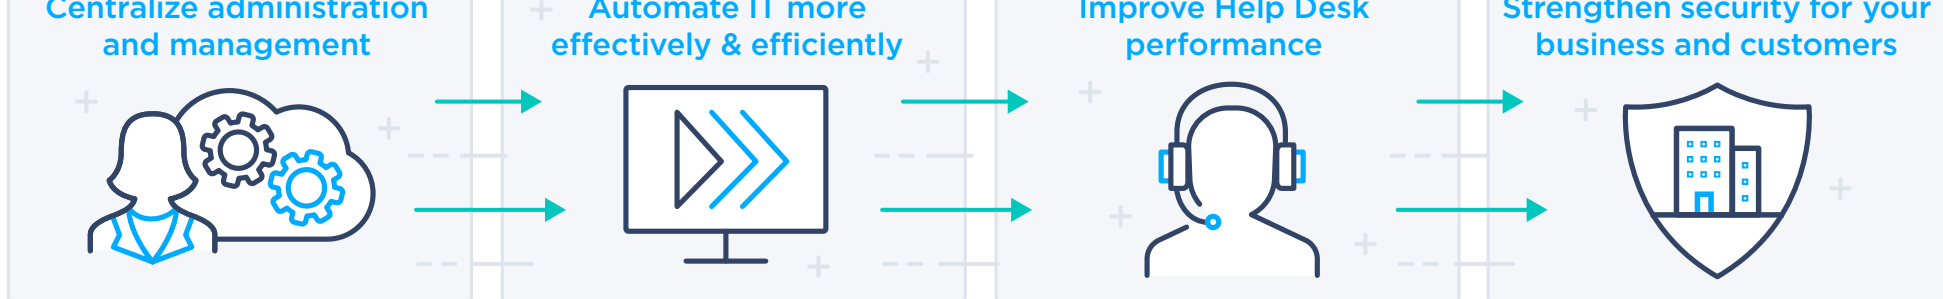 Centralize administration
and management
Automate IT more
effectively & efficiently
Improve Help Desk
performance
Strengthen security for your
business and customers